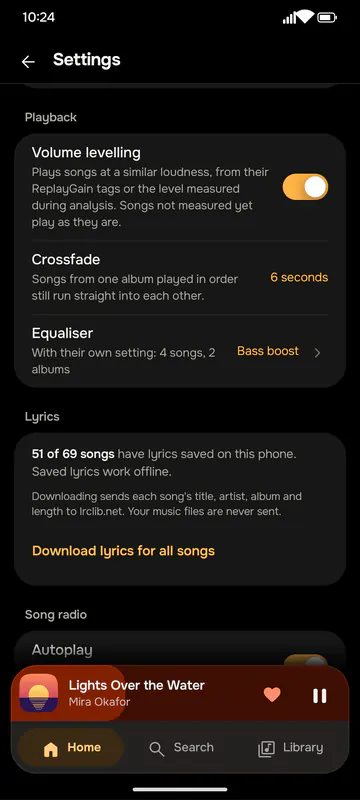 10:24
Settings
Playback
Volume levelling
Plays songs at a similar loudness, from their
ReplayGain tags or the level measured
during analysis. Songs not measured yet
play as they are.
Crossfade
Songs from one album played in order
still run straight into each other.
6 seconds
Equaliser
With their own setting: 4 songs, 2
albums
Bass boost
Lyrics
51 of 69 songs have lyrics saved on this phone.
Saved lyrics work offline.
Downloading sends each song's title, artist, album and
length to lrclib.net. Your music files are never sent.
Download lyrics for all songs
Song radio
Autoplay
Lights Over the Water
Mira Okafor
Home
Search
Library